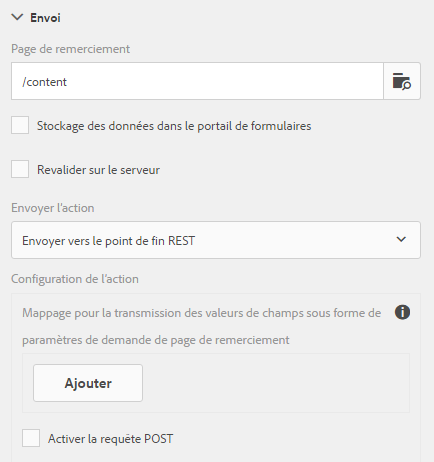 Envoi
Page de remerciement
/content
Stockage des données dans le portail de formulaires
Revalider sur le serveur
Envoyer l'action
Envoyer vers le point de fin REST
Configuration de l'action
Mappage pour la transmission des valeurs de champs sous forme de
paramètres de demande de page de remerciement
Ajouter
Activer la requête POST